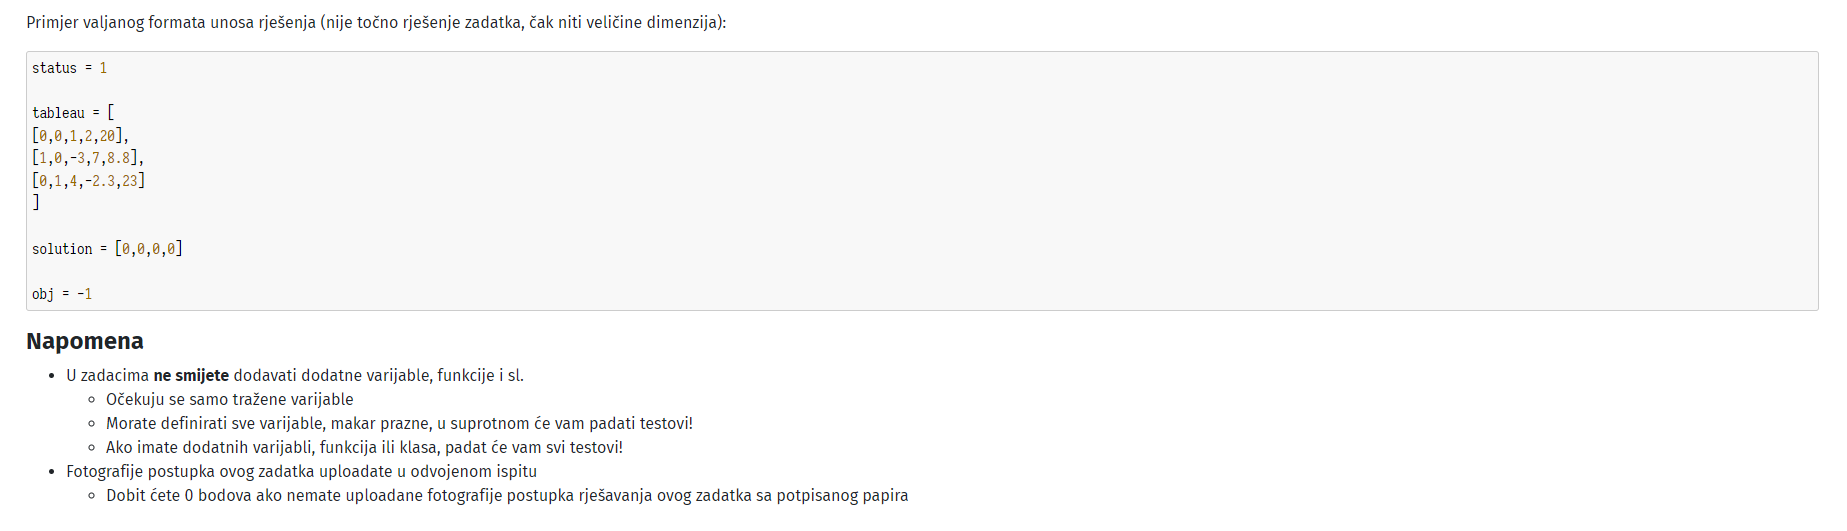 Primjer valjanog formata unosa rješenja (nije točno rješenje zadatka, čak niti veličine dimenzija):
status = 1
tableau = [
[0,0,1,2,20],
[1,0,-3,7,8.8],
[0,1,4,-2.3,23]
]
solution = [0,0,0,0]
obj = -1
Napomena
• U zadacima ne smijete dodavati dodatne varijable, funkcije i sl.
◦ Očekuju se samo tražene varijable
◦ Morate definirati sve varijable, makar prazne, u suprotnom će vam padati testovi!
◦ Ako imate dodatnih varijabli, funkcija ili klasa, padat će vam svi testovi!
• Fotografije postupka ovog zadatka uploadate u odvojenom ispitu
◦ Dobit ćete 0 bodova ako nemate uploadane fotografije postupka rješavanja ovog zadatka sa potpisanog papira